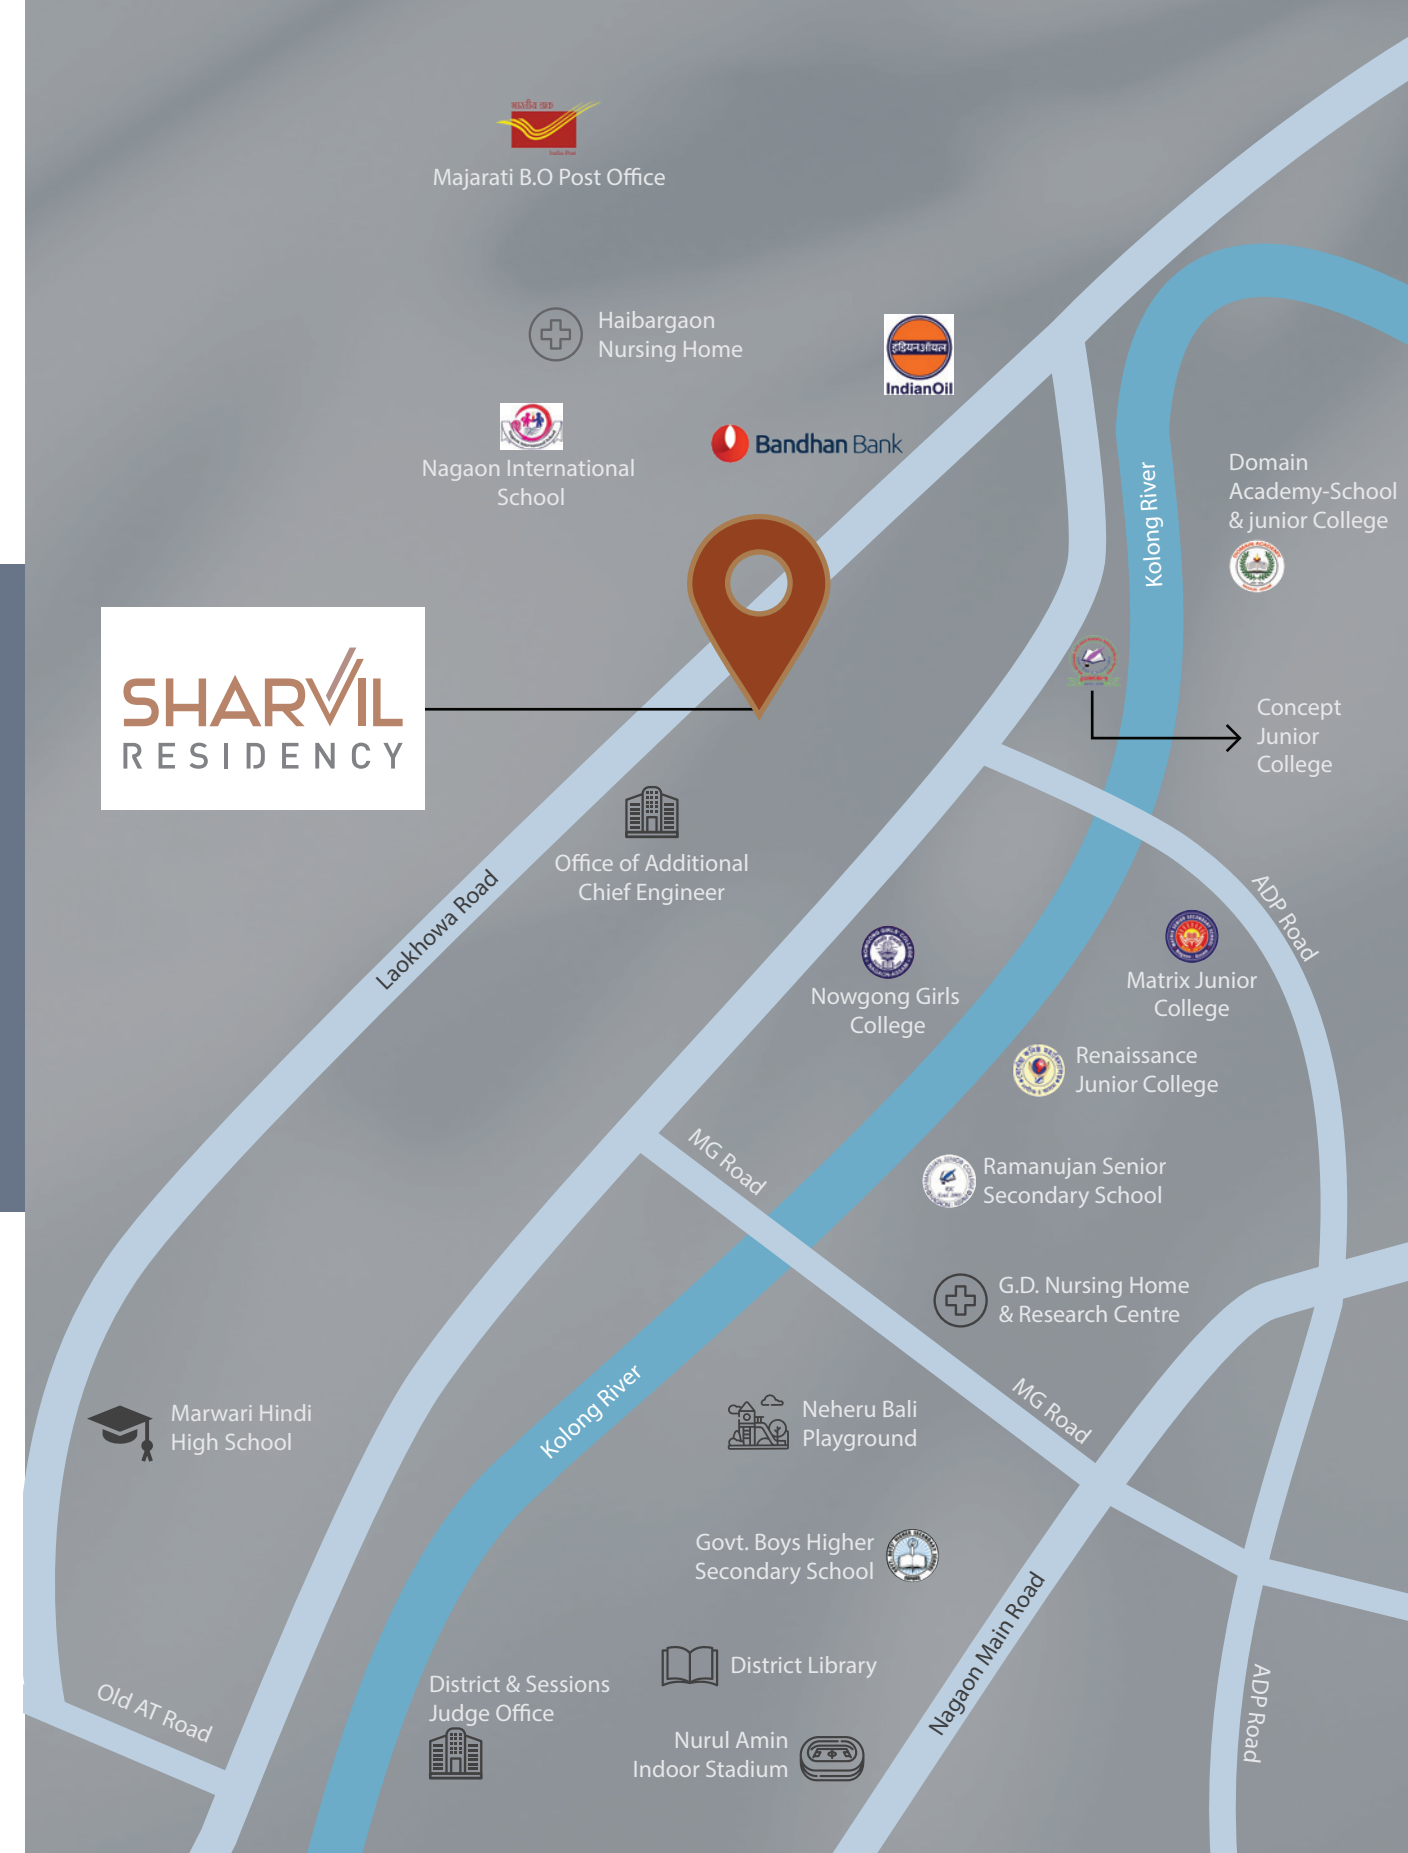 भारतीय डाक
India Post
Majarati B.O Post Office
Haibargaon
Nursing Home
इंडियनऑयल
IndianOil
Nagaon International
School
Bandhan Bank
Domain
Academy-School
& junior College
Kolong River
SHARVIL
RESIDENCY
Concept
Junior
College
Office of Additional
Chief Engineer
Laokhowa Road
ADP Road
Nowgong Girls
College
Matrix Junior
College
Renaissance
Junior College
MG Road
Ramanujan Senior
Secondary School
G.D. Nursing Home
& Research Centre
Kolong River
MG Road
Marwari Hindi
High School
Neheru Bali
Playground
Govt. Boys Higher
Secondary School
Nagaon Main Road
District Library
Old AT Road
District & Sessions
Judge Office
ADP Road
Nurul Amin
Indoor Stadium